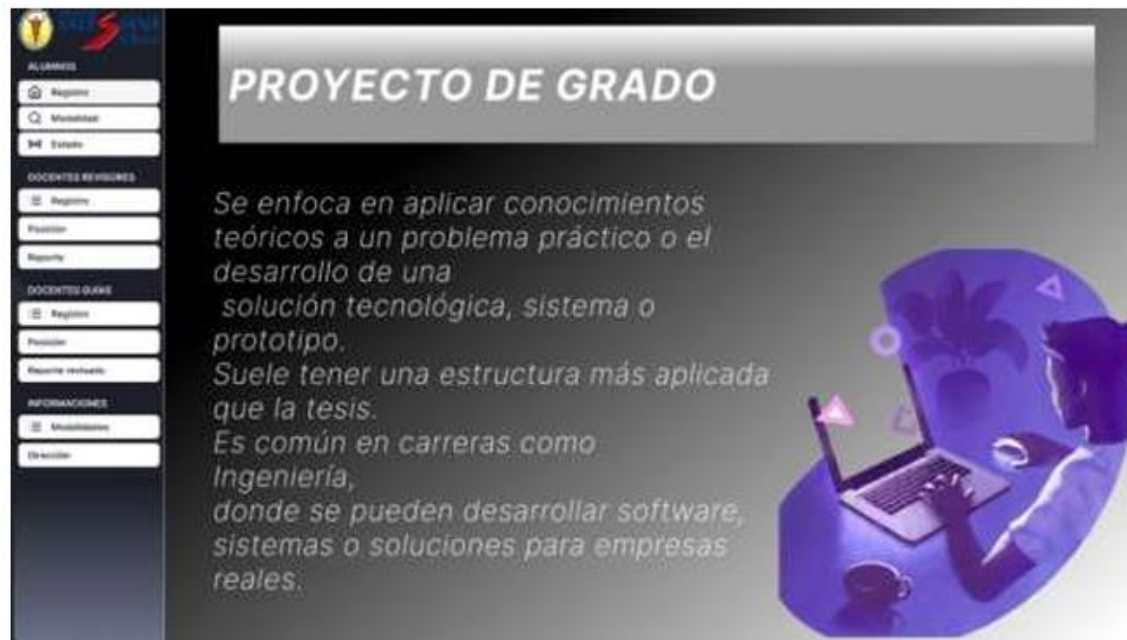 ALUMNOS
Registro
Modalidad
Estado
DOCENTES REVISORES
Registro
Posición
Reporte
DOCENTES GUÍAS
Registro
Posición
Reporte revisado
INFORMACIONES
Modalidades
Dirección
PROYECTO DE GRADO
Se enfoca en aplicar conocimientos
teóricos a un problema práctico o el
desarrollo de una
solución tecnológica, sistema o
prototipo.
Suele tener una estructura más aplicada
que la tesis.
Es común en carreras como
Ingeniería,
donde se pueden desarrollar software,
sistemas o soluciones para empresas
reales.